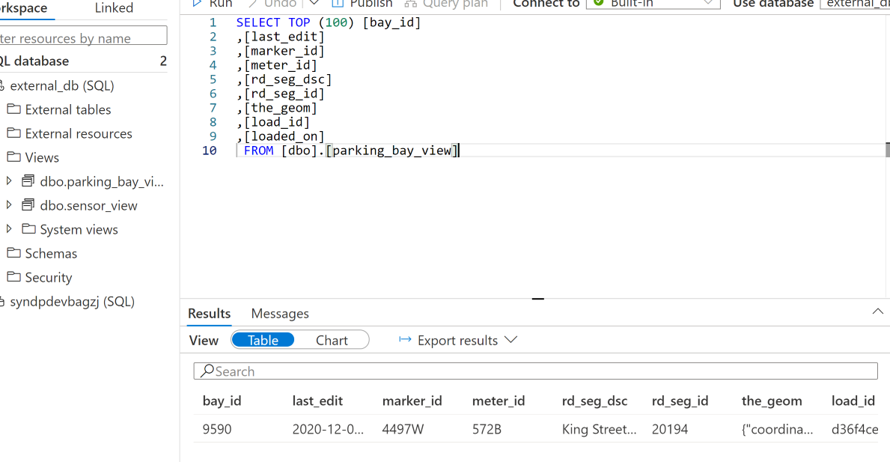 rkspace Linked
Run Undo Publish Query plan Connect to Built-in Use database external_d
ter resources by name
QL database 2
external_db (SQL)
External tables
External resources
Views
dbo.parking_bay_vi...
dbo.sensor_view
System views
Schemas
Security
syndpdevbagzj (SQL)
1 SELECT TOP (100) [bay_id]
2 ,[last_edit]
3 ,[marker_id]
4 ,[meter_id]
5 ,[rd_seg_dsc]
6 ,[rd_seg_id]
7 ,[the_geom]
8 ,[load_id]
9 ,[loaded_on]
10 FROM [dbo].[parking_bay_view]
Results Messages
View Table Chart Export results
Search
bay_id last_edit marker_id meter_id rd_seg_dsc rd_seg_id the_geom load_id
9590 2020-12-0... 4497W 572B King Street... 20194 {"coordina... d36f4ce